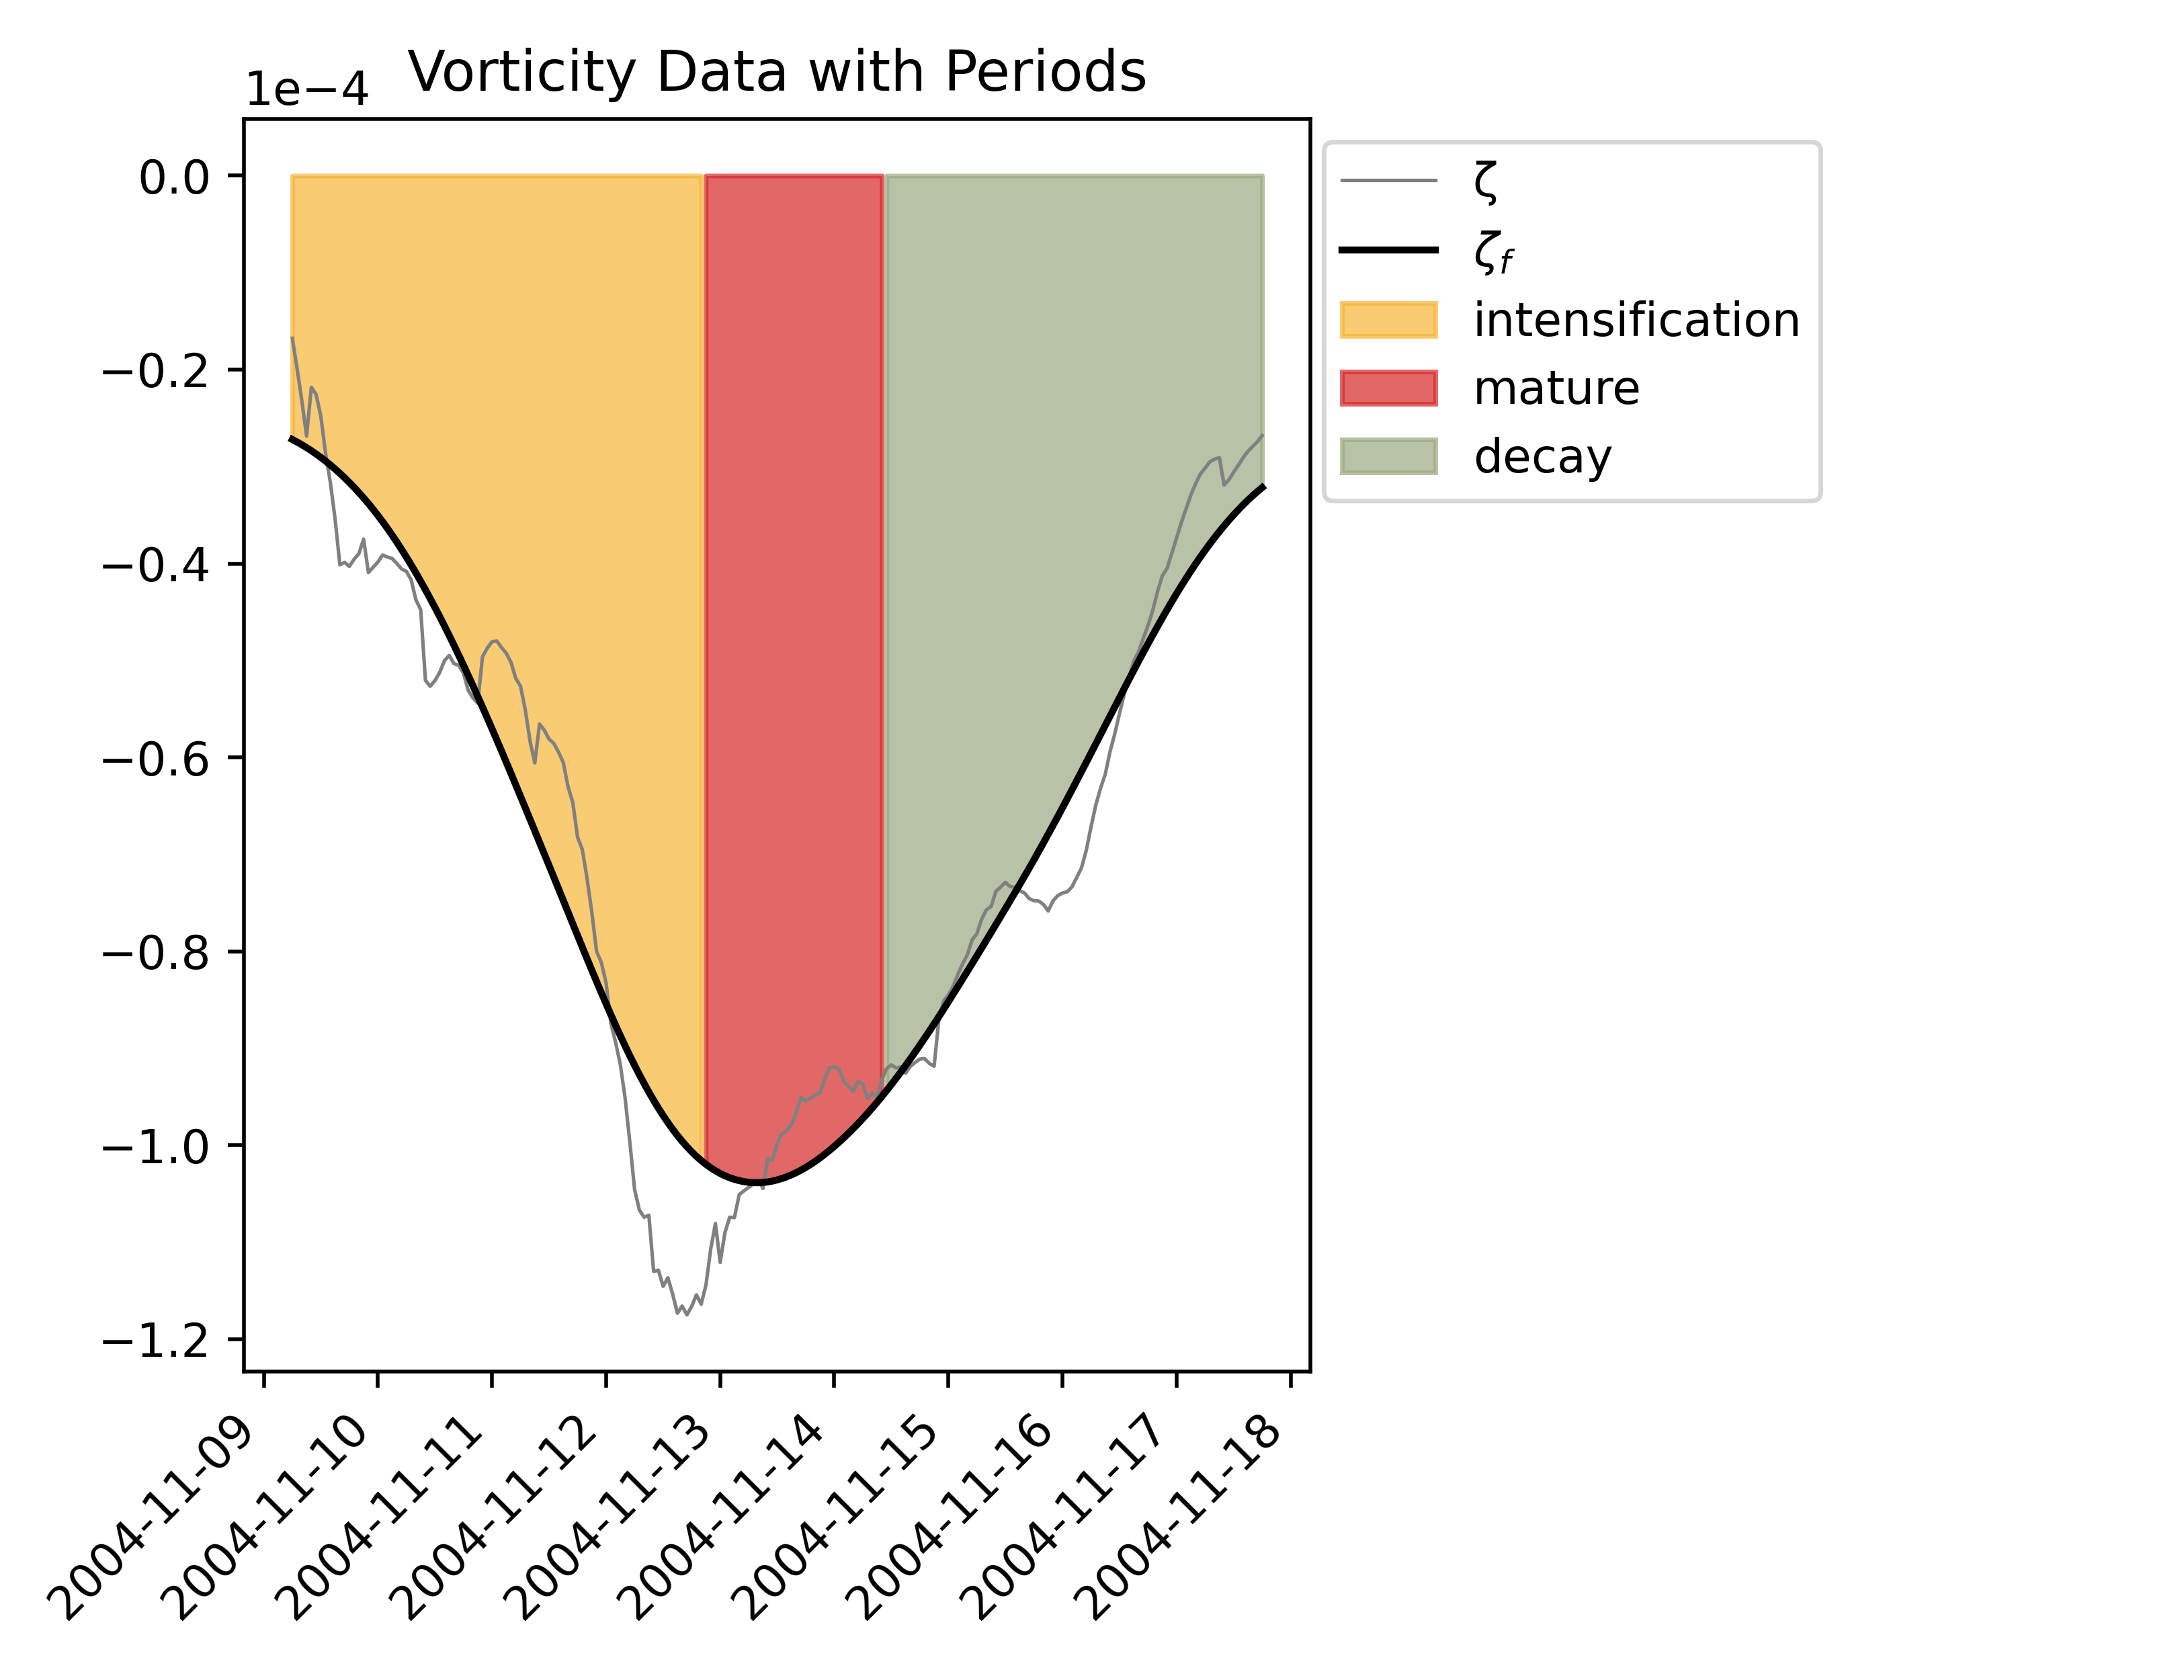 Vorticity Data with Periods
1e−4
0.0
−0.2
−0.4
−0.6
−0.8
−1.0
−1.2
2004-11-09
2004-11-10
2004-11-11
2004-11-12
2004-11-13
2004-11-14
2004-11-15
2004-11-16
2004-11-17
2004-11-18
ζ
ζf
intensification
mature
decay